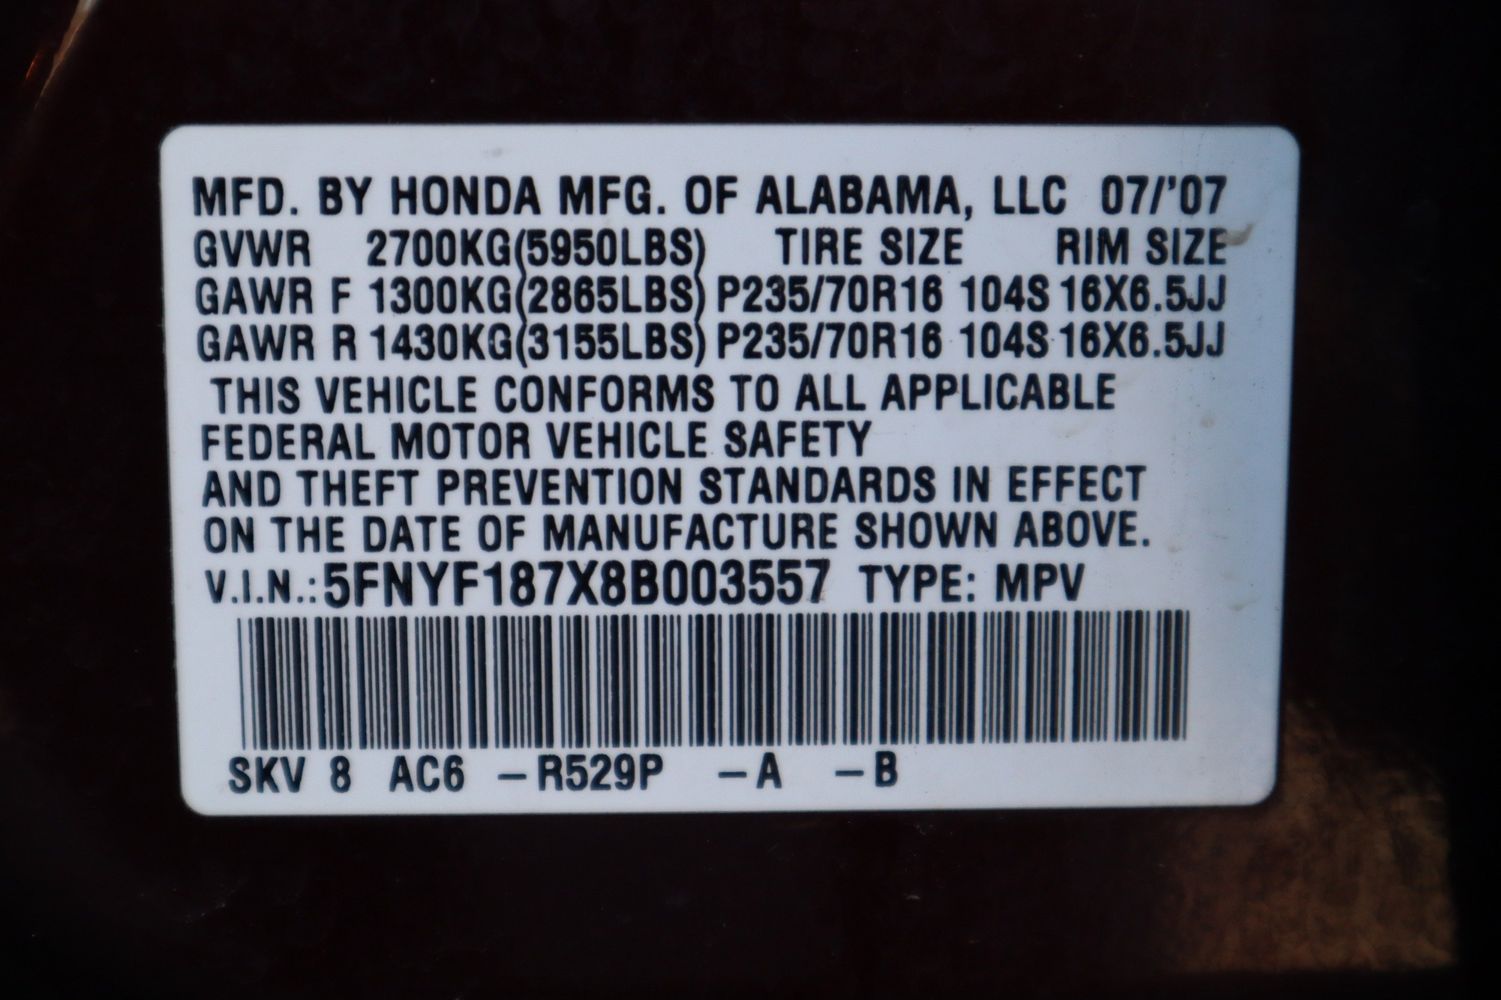 MFD. BY HONDA MFG. OF ALABAMA, LLC 07/'07
GVWR 2700KG(5950LBS) TIRE SIZE RIM SIZE
GAWR F 1300KG(2865LBS) P235/70R16 104S 16X6.5JJ
GAWR R 1430KG(3155LBS) P235/70R16 104S 16X6.5JJ
THIS VEHICLE CONFORMS TO ALL APPLICABLE
FEDERAL MOTOR VEHICLE SAFETY
AND THEFT PREVENTION STANDARDS IN EFFECT
ON THE DATE OF MANUFACTURE SHOWN ABOVE.
V.I.N.:5FNYF187X8B003557 TYPE: MPV
SKV 8 AC6 –R529P –A –B